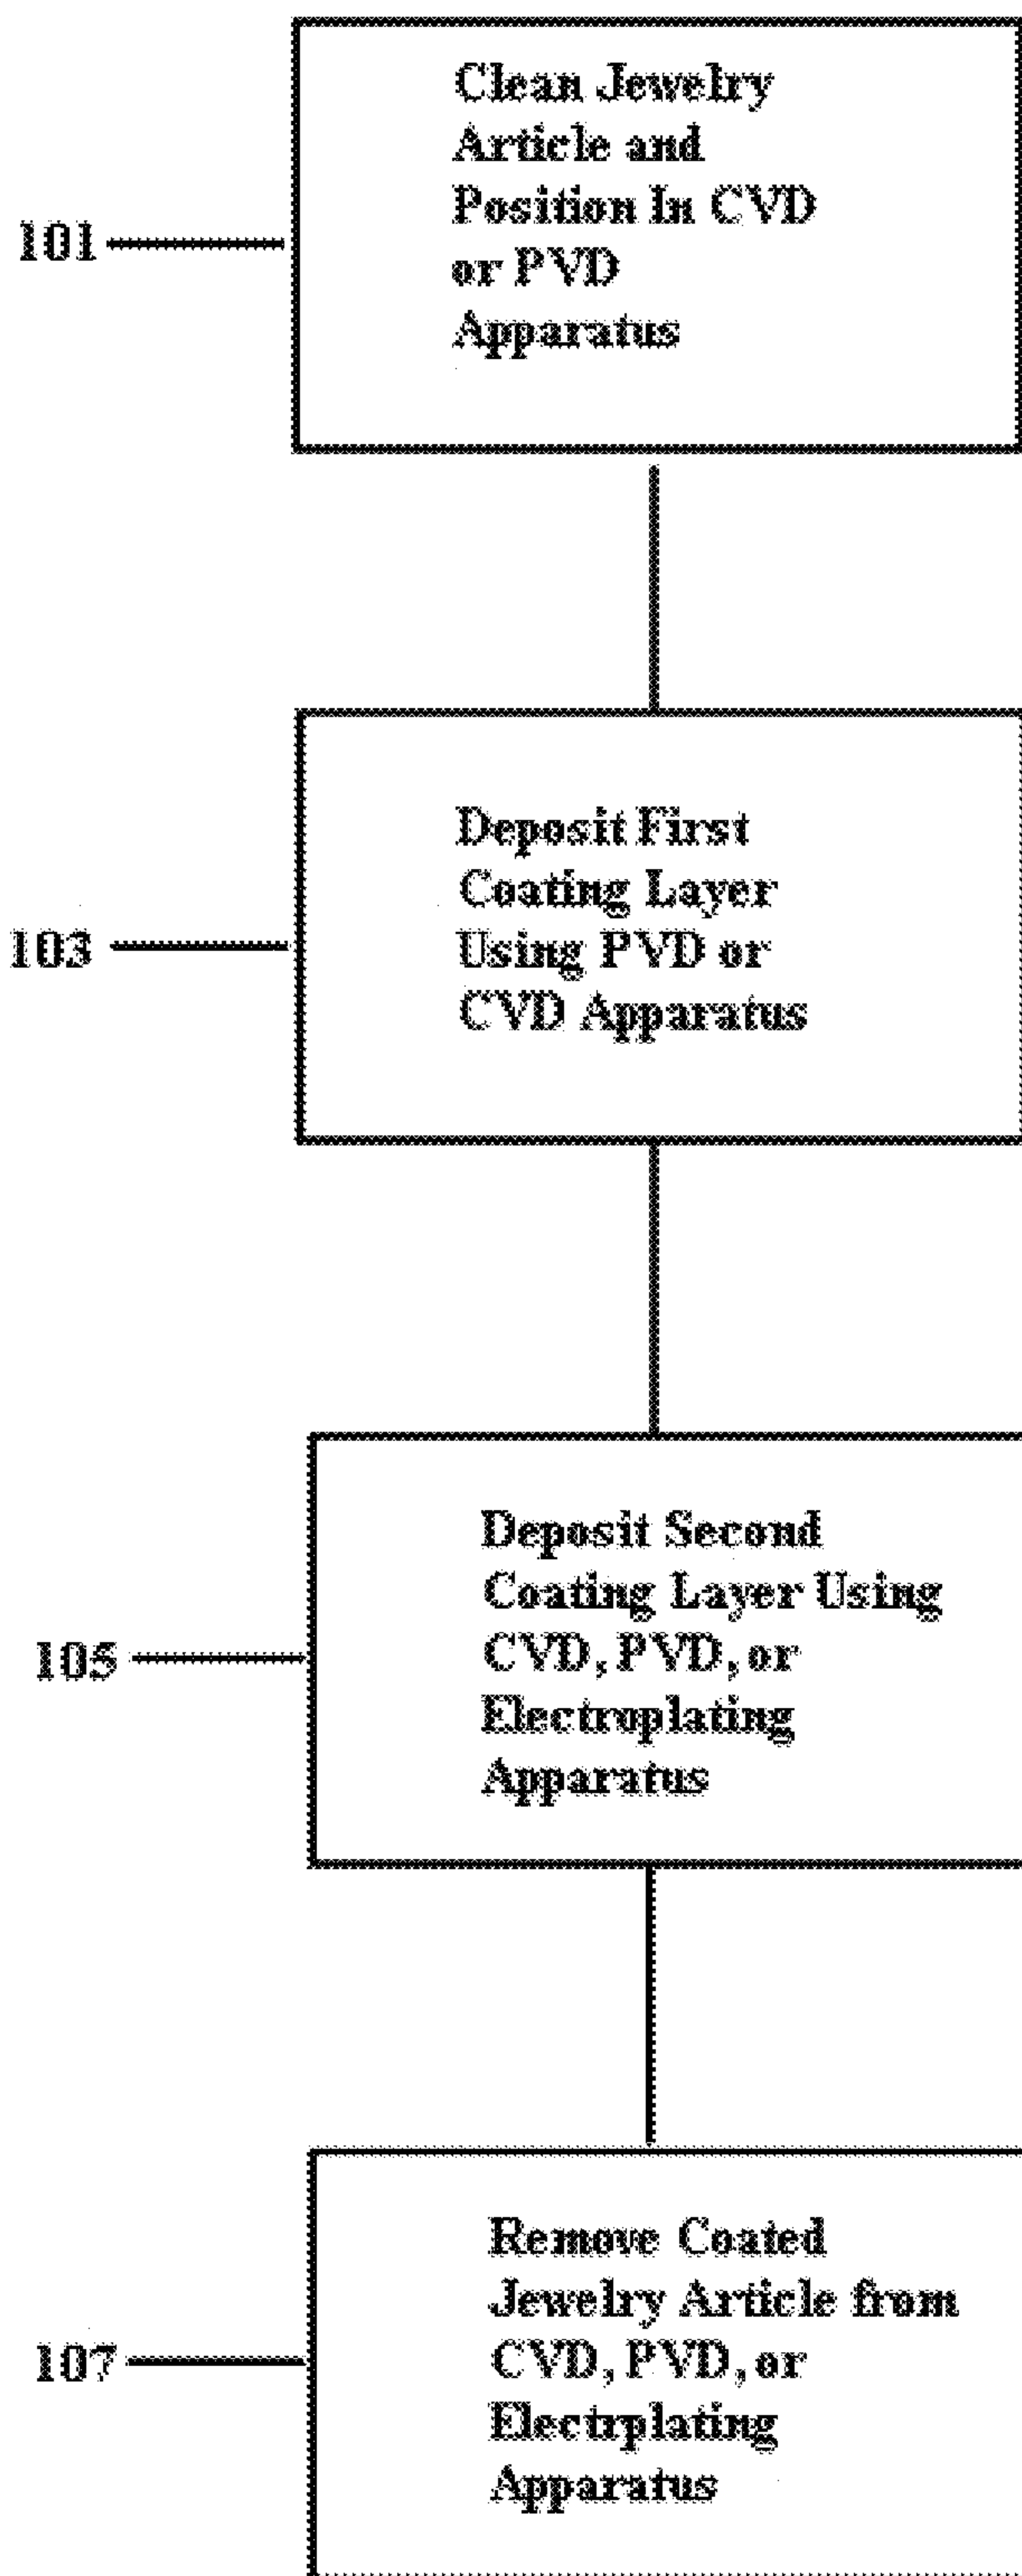 Clean Jewelry
Article and
Position In CVD
or PVD
Apparatus
101
Deposit First
Coating Layer
Using PVD or
CVD Apparatus
103
Deposit Second
Coating Layer Using
CVD, PVD, or
Electroplating
Apparatus
105
Remove Coated
Jewelry Article from
CVD, PVD, or
Electrplating
Apparatus
107